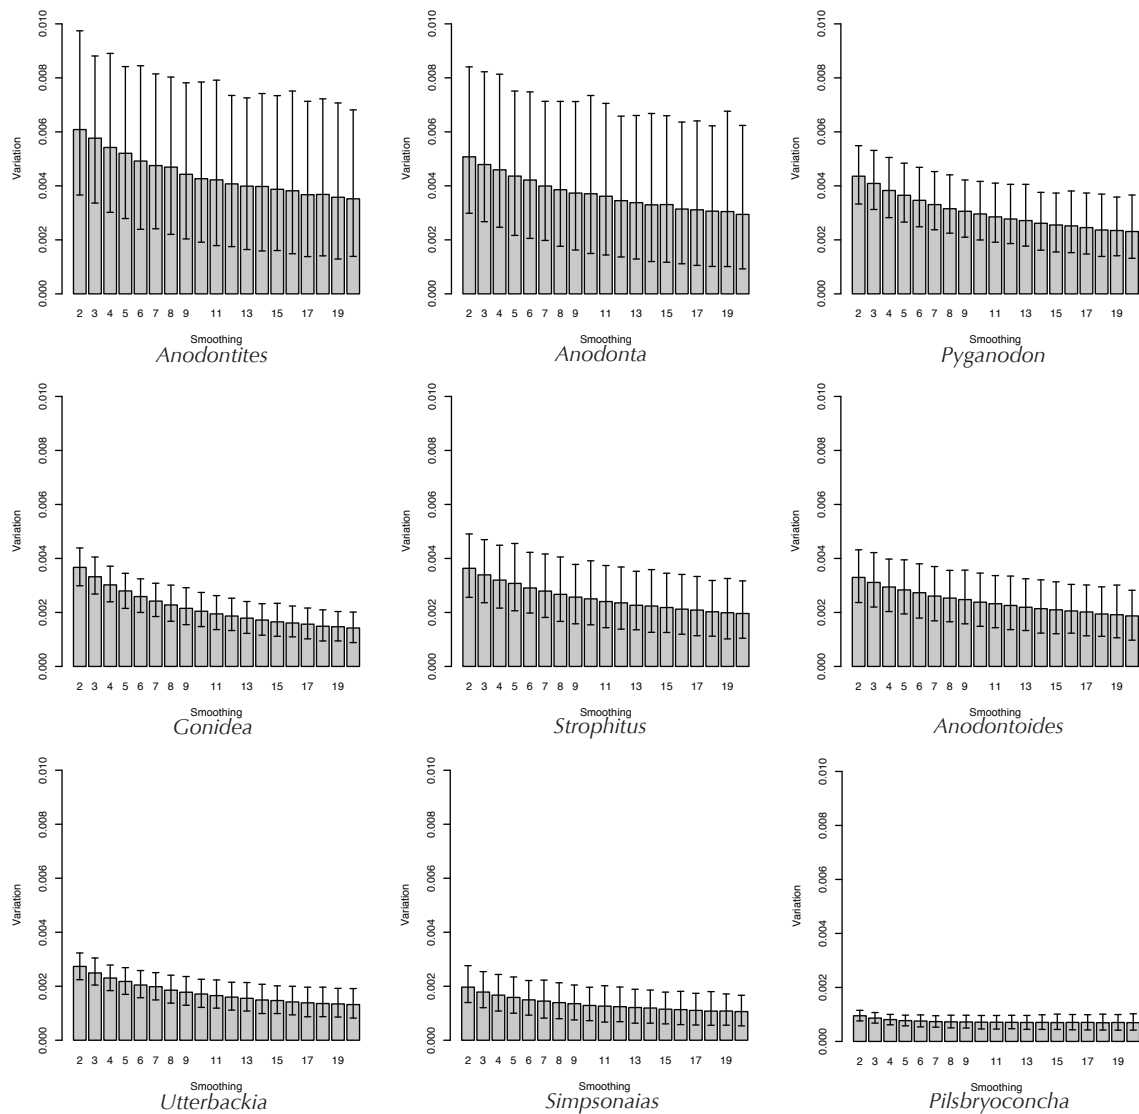 0.000 0.002 0.004 0.006 0.008 0.010
Variation
2 3 4 5 6 7 8 9 11 13 15 17 19
Smoothing
Anodontites
0.000 0.002 0.004 0.006 0.008 0.010
Variation
2 3 4 5 6 7 8 9 11 13 15 17 19
Smoothing
Anodonta
0.000 0.002 0.004 0.006 0.008 0.010
Variation
2 3 4 5 6 7 8 9 11 13 15 17 19
Smoothing
Pyganodon
0.000 0.002 0.004 0.006 0.008 0.010
Variation
2 3 4 5 6 7 8 9 11 13 15 17 19
Smoothing
Gonidea
0.000 0.002 0.004 0.006 0.008 0.010
Variation
2 3 4 5 6 7 8 9 11 13 15 17 19
Smoothing
Strophitus
0.000 0.002 0.004 0.006 0.008 0.010
Variation
2 3 4 5 6 7 8 9 11 13 15 17 19
Smoothing
Anodontoides
0.000 0.002 0.004 0.006 0.008 0.010
Variation
2 3 4 5 6 7 8 9 11 13 15 17 19
Smoothing
Utterbackia
0.000 0.002 0.004 0.006 0.008 0.010
Variation
2 3 4 5 6 7 8 9 11 13 15 17 19
Smoothing
Simpsonaias
0.000 0.002 0.004 0.006 0.008 0.010
Variation
2 3 4 5 6 7 8 9 11 13 15 17 19
Smoothing
Pilsbryoconcha